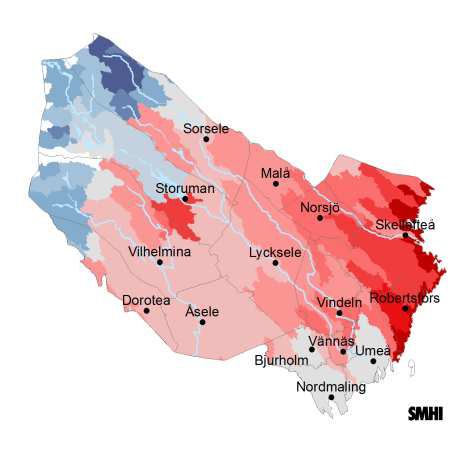 Sorsele
Malå
Storuman
Norsjö
Skellefteå
Vilhelmina
Lycksele
Dorotea
Åsele
Vindeln
Robertsfors
Vännäs
Bjurholm
Umeå
Nordmaling
SMHI